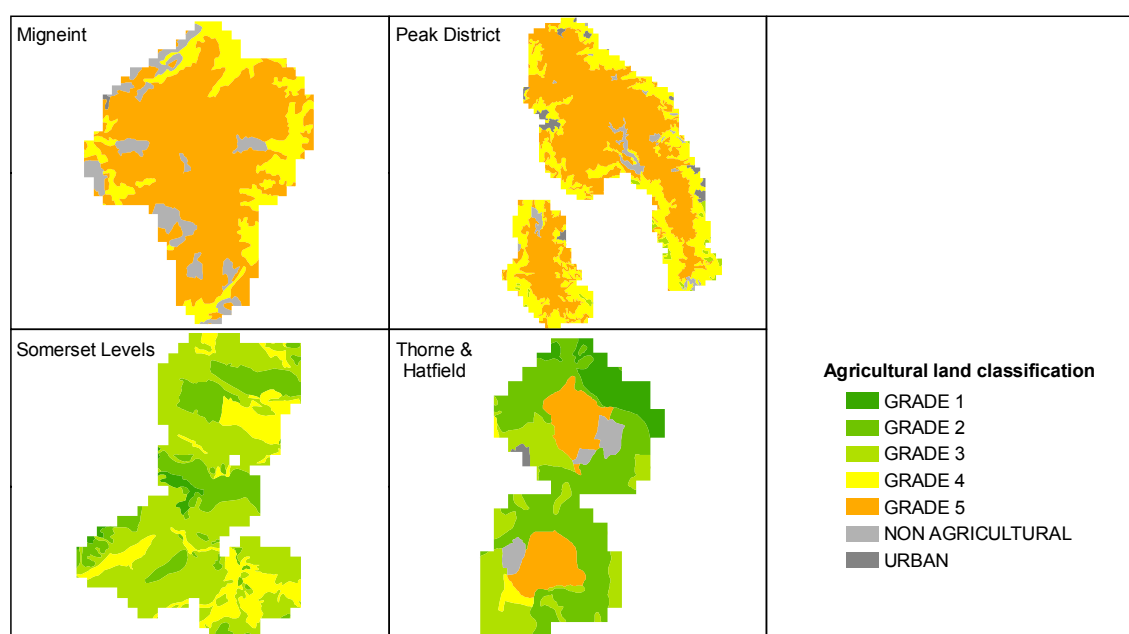 Migneint
Peak District
Somerset Levels
Thorne &
Hatfield
Agricultural land classification
GRADE 1
GRADE 2
GRADE 3
GRADE 4
GRADE 5
NON AGRICULTURAL
URBAN